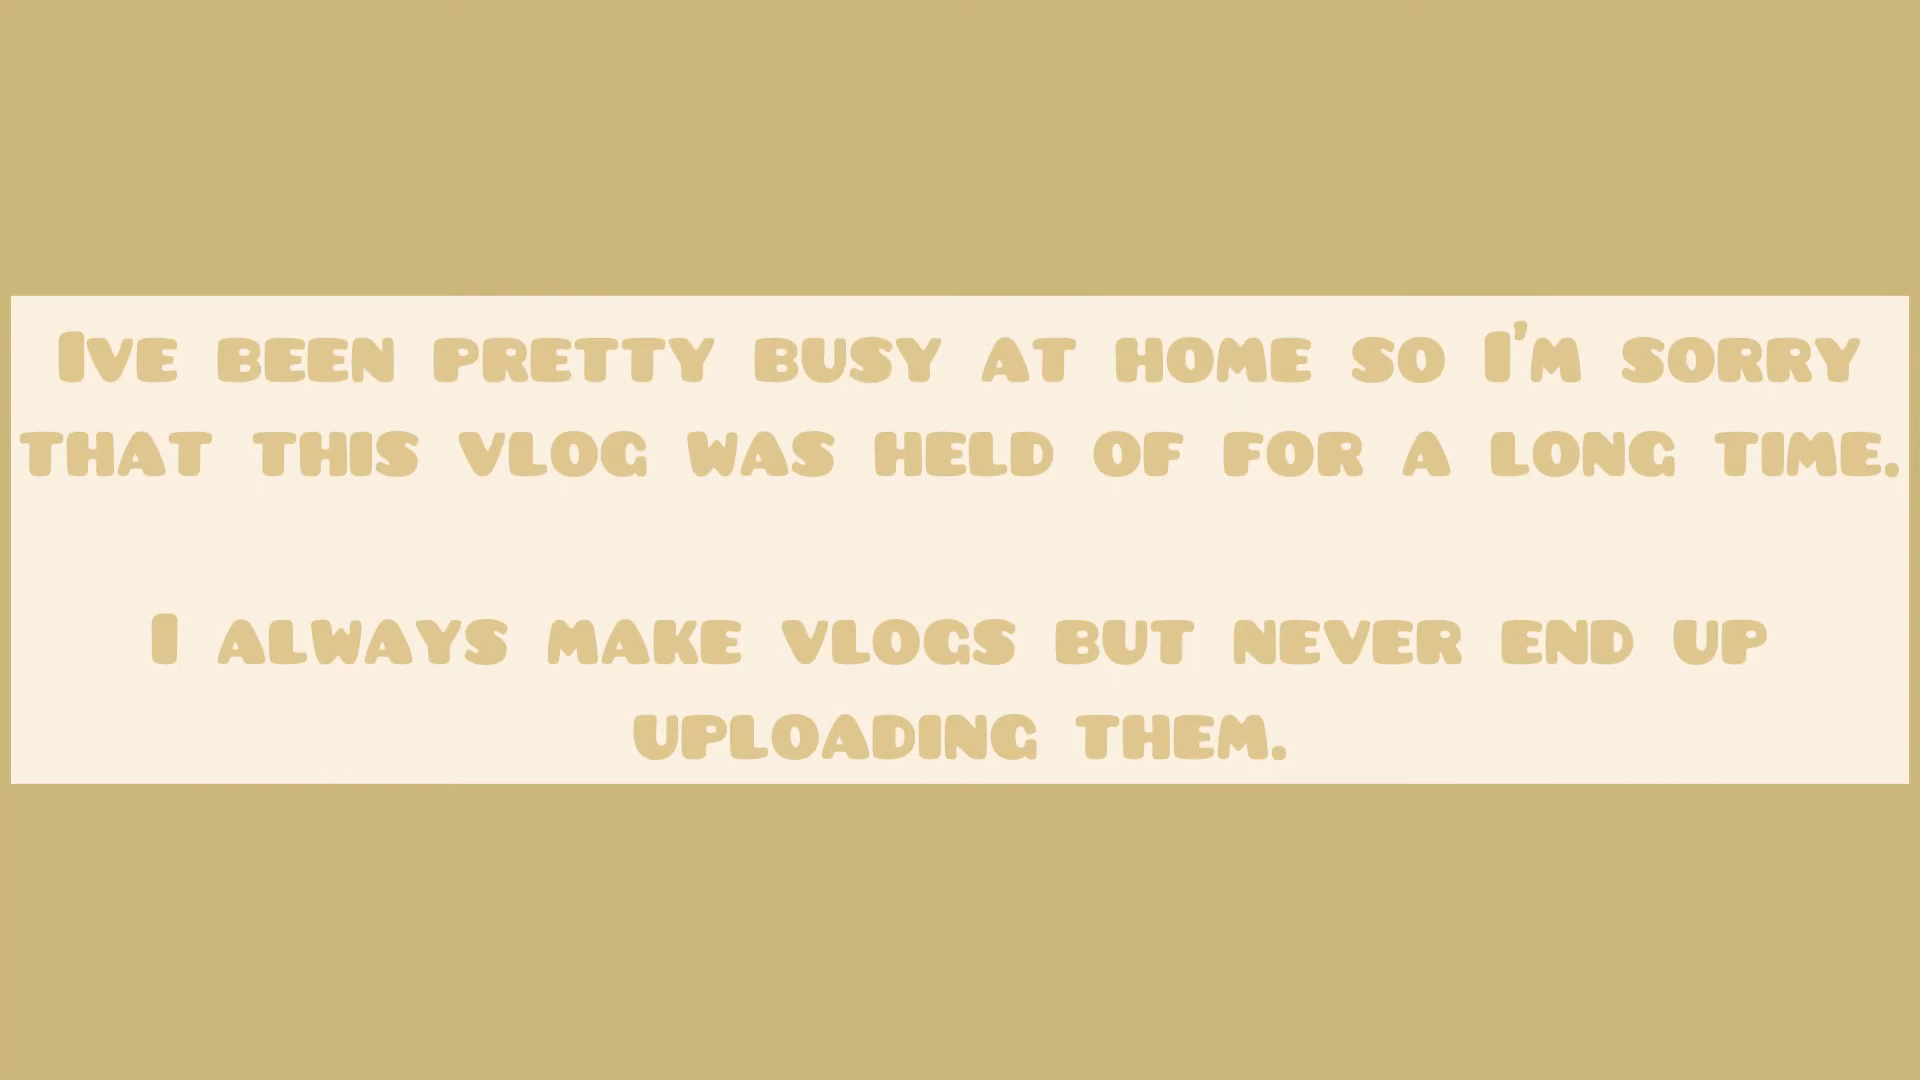 Ive been pretty busy at home so I'm sorry
that this vlog was held of for a long time.
I always make vlogs but never end up
uploading them.